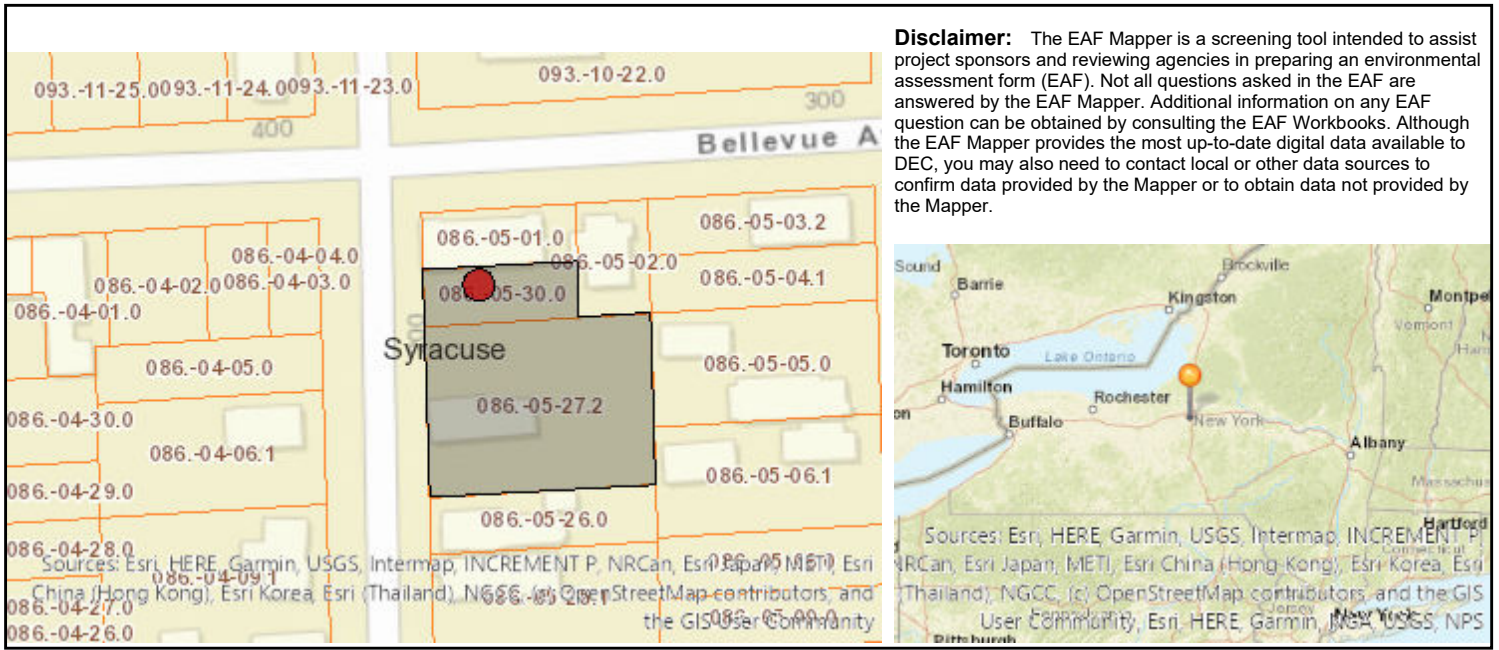 093.-11-25.0
093.-11-24.0
093.-11-23.0
093.-10-22.0
300
400
Bellevue A
086.-05-01.0
086.-05-03.2
086.-05-02.0
086.-04-04.0
086.-04-02.0
086.-04-03.0
086.-05-04.1
05-30.0
086.-04-01.0
Syracuse
086.-04-05.0
086.-05-05.0
086.-05-27.2
086.-04-30.0
086.-04-06.1
086.-05-06.1
086.-04-29.0
086.-05-26.0
086.-04-28.0
086.-04-09.1
086.-04-27.0
086.-04-26.0
Sources: Esri, HERE, Garmin, USGS, Intermap, INCREMENT P, NRCan, Esri Japan, METI, Esri
China (Hong Kong), Esri Korea, Esri (Thailand), NGCC, (c) OpenStreetMap contributors, and
the GIS User Community
Disclaimer: The EAF Mapper is a screening tool intended to assist
project sponsors and reviewing agencies in preparing an environmental
assessment form (EAF). Not all questions asked in the EAF are
answered by the EAF Mapper. Additional information on any EAF
question can be obtained by consulting the EAF Workbooks. Although
the EAF Mapper provides the most up-to-date digital data available to
DEC, you may also need to contact local or other data sources to
confirm data provided by the Mapper or to obtain data not provided by
the Mapper.
Sound
Barrie
Brockville
Kingston
Montpe
Vermont
Toronto
Lake Ontario
Hamilton
Rochester
Buffalo
New York
Albany
Massachus
Hartford
Connecticut
Sources: Esri, HERE, Garmin, USGS, Intermap, INCREMENT P,
NRCan, Esri Japan, METI, Esri China (Hong Kong), Esri Korea, Esri
(Thailand), NGCC, (c) OpenStreetMap contributors, and the GIS
User Community, Esri, HERE, Garmin, NGA, USGS, NPS
Pennsylvania
Jersey
New York
Pittsburgh